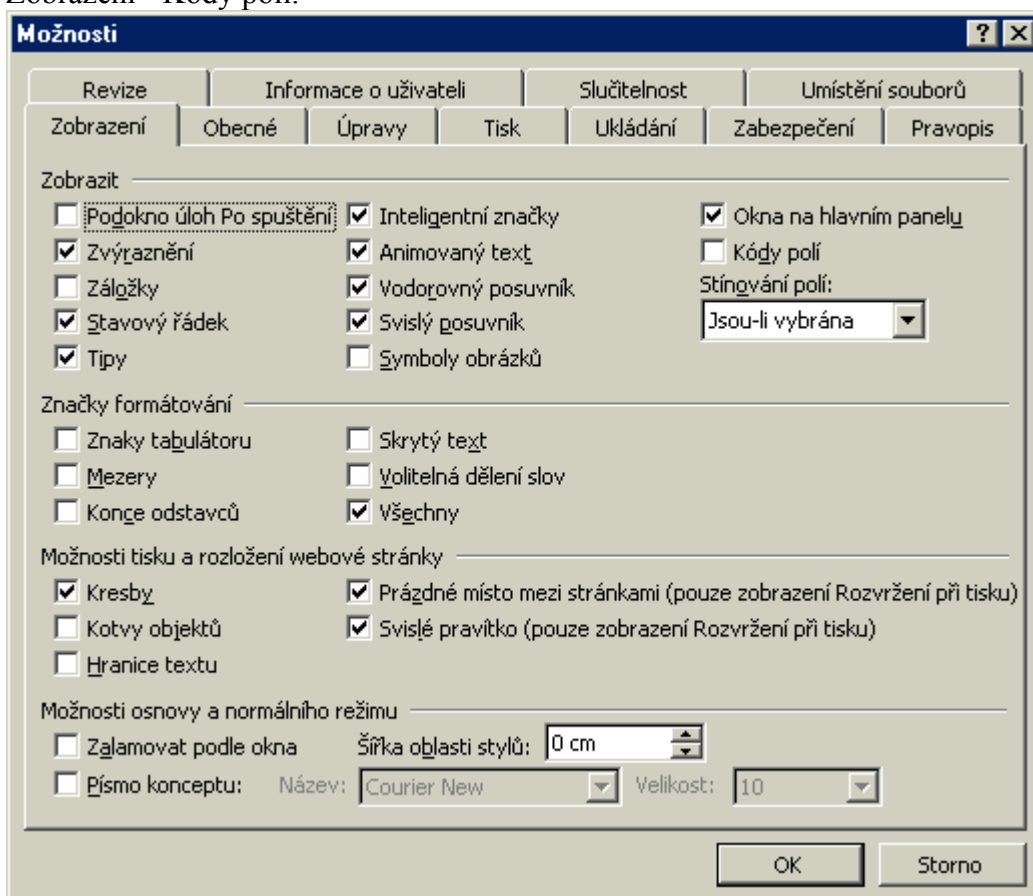 Zobrazení - Kódy polí.
Možnosti
Revize Informace o uživateli Slučitelnost Umístění souborů
Zobrazení Obecné Úpravy Tisk Ukládání Zabezpečení Pravopis
Zobrazit
Podokno úloh Po spuštění Inteligentní značky Okna na hlavním panelu
Zvýraznění Animovaný text Kódy polí
Záložky Vodorovný posuvník Stínování polí:
Stavový řádek Svislý posuvník Jsou-li vybrána
Tipy Symboly obrázků
Značky formátování
Znaky tabulátoru Skrytý text
Mezery Volitelná dělení slov
Konce odstavců Všechny
Možnosti tisku a rozložení webové stránky
Kresby Prázdné místo mezi stránkami (pouze zobrazení Rozvržení při tisku)
Kotvy objektů Svislé pravítko (pouze zobrazení Rozvržení při tisku)
Hranice textu
Možnosti osnovy a normálního režimu
Zalamovat podle okna Šířka oblasti stylů: 0 cm
Písmo konceptu: Název: Courier New Velikost: 10
OK Storno